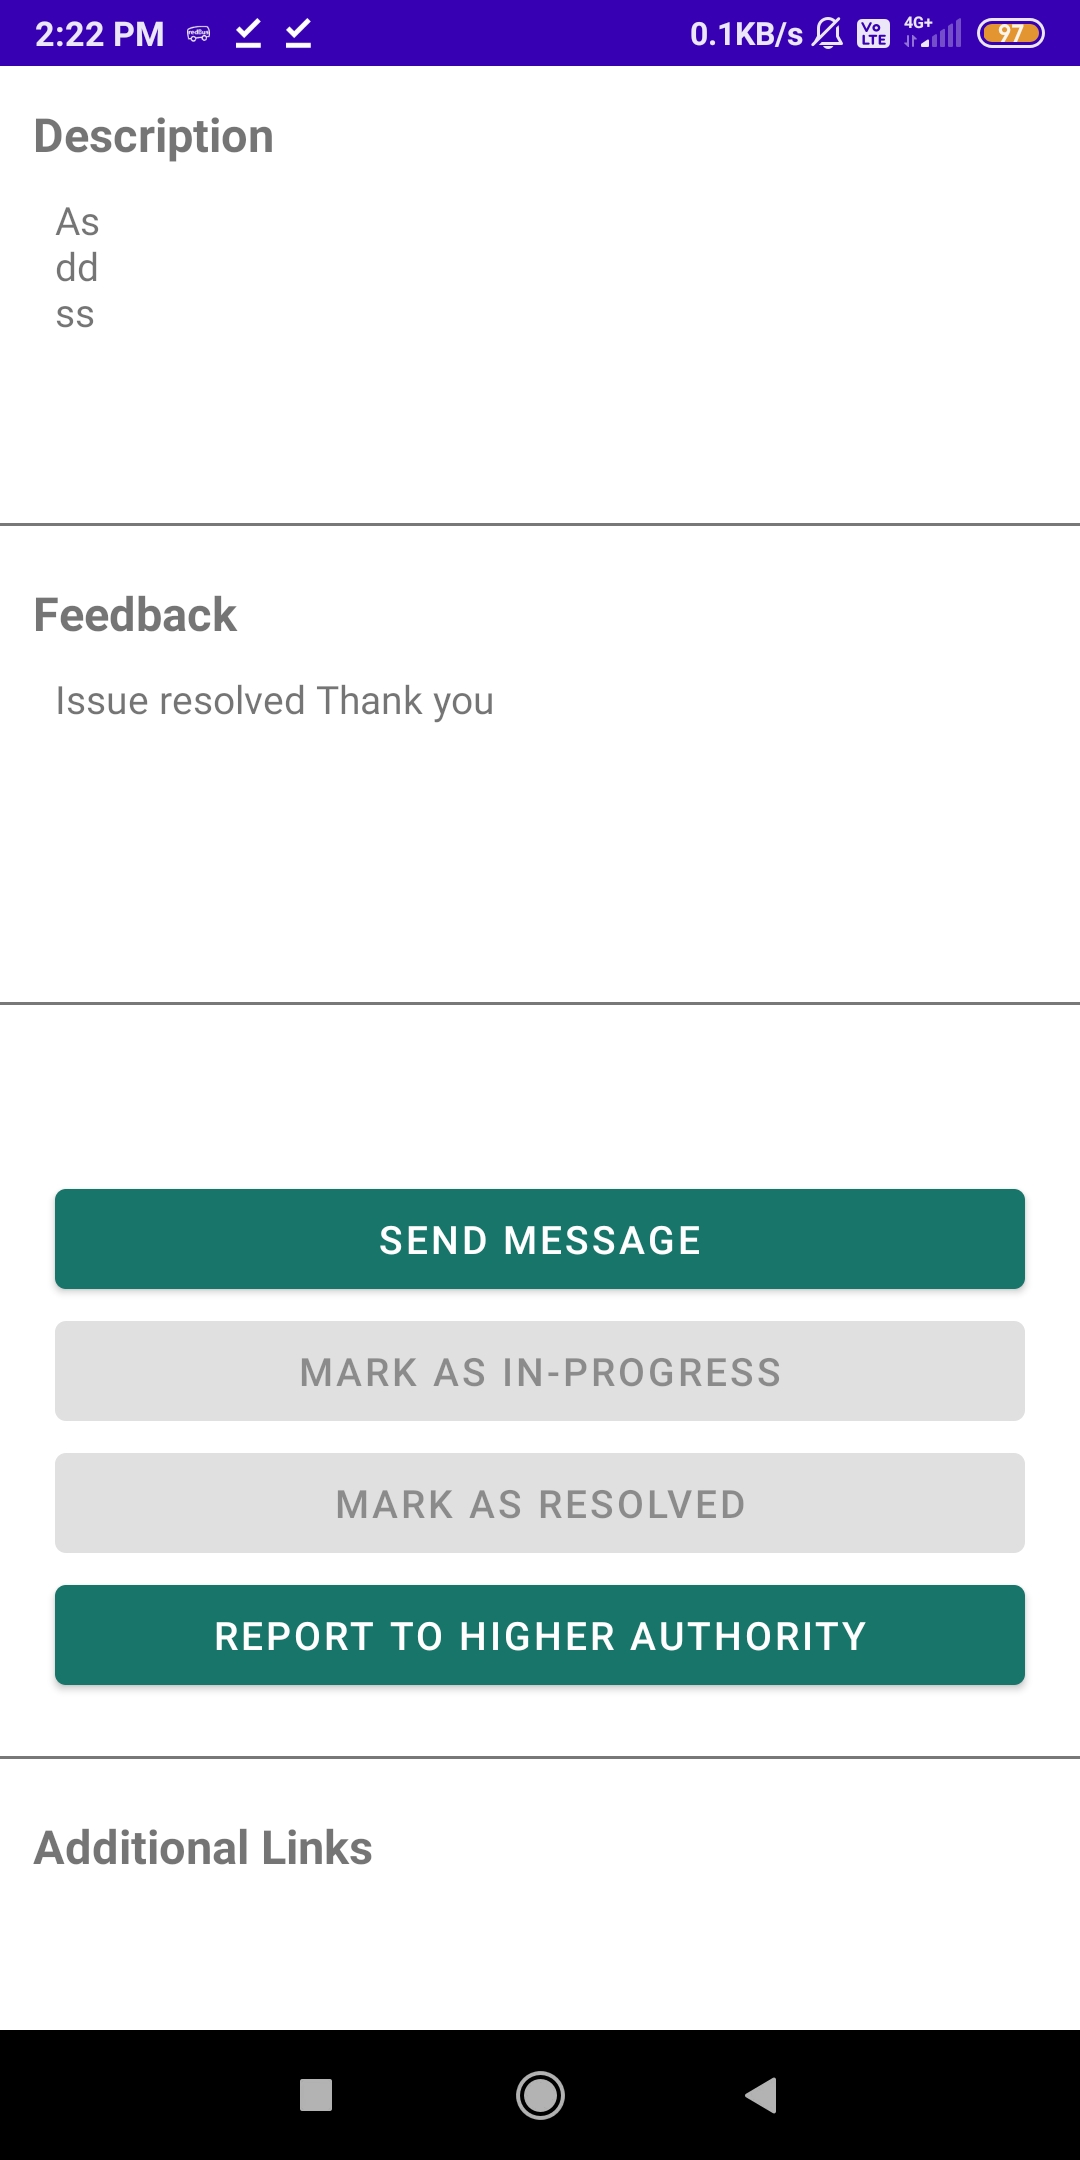 2:22 PM redBus 0.1KB/s Vo LTE 4G+ 97
Description
As
dd
ss
Feedback
Issue resolved Thank you
SEND MESSAGE
MARK AS IN-PROGRESS
MARK AS RESOLVED
REPORT TO HIGHER AUTHORITY
Additional Links